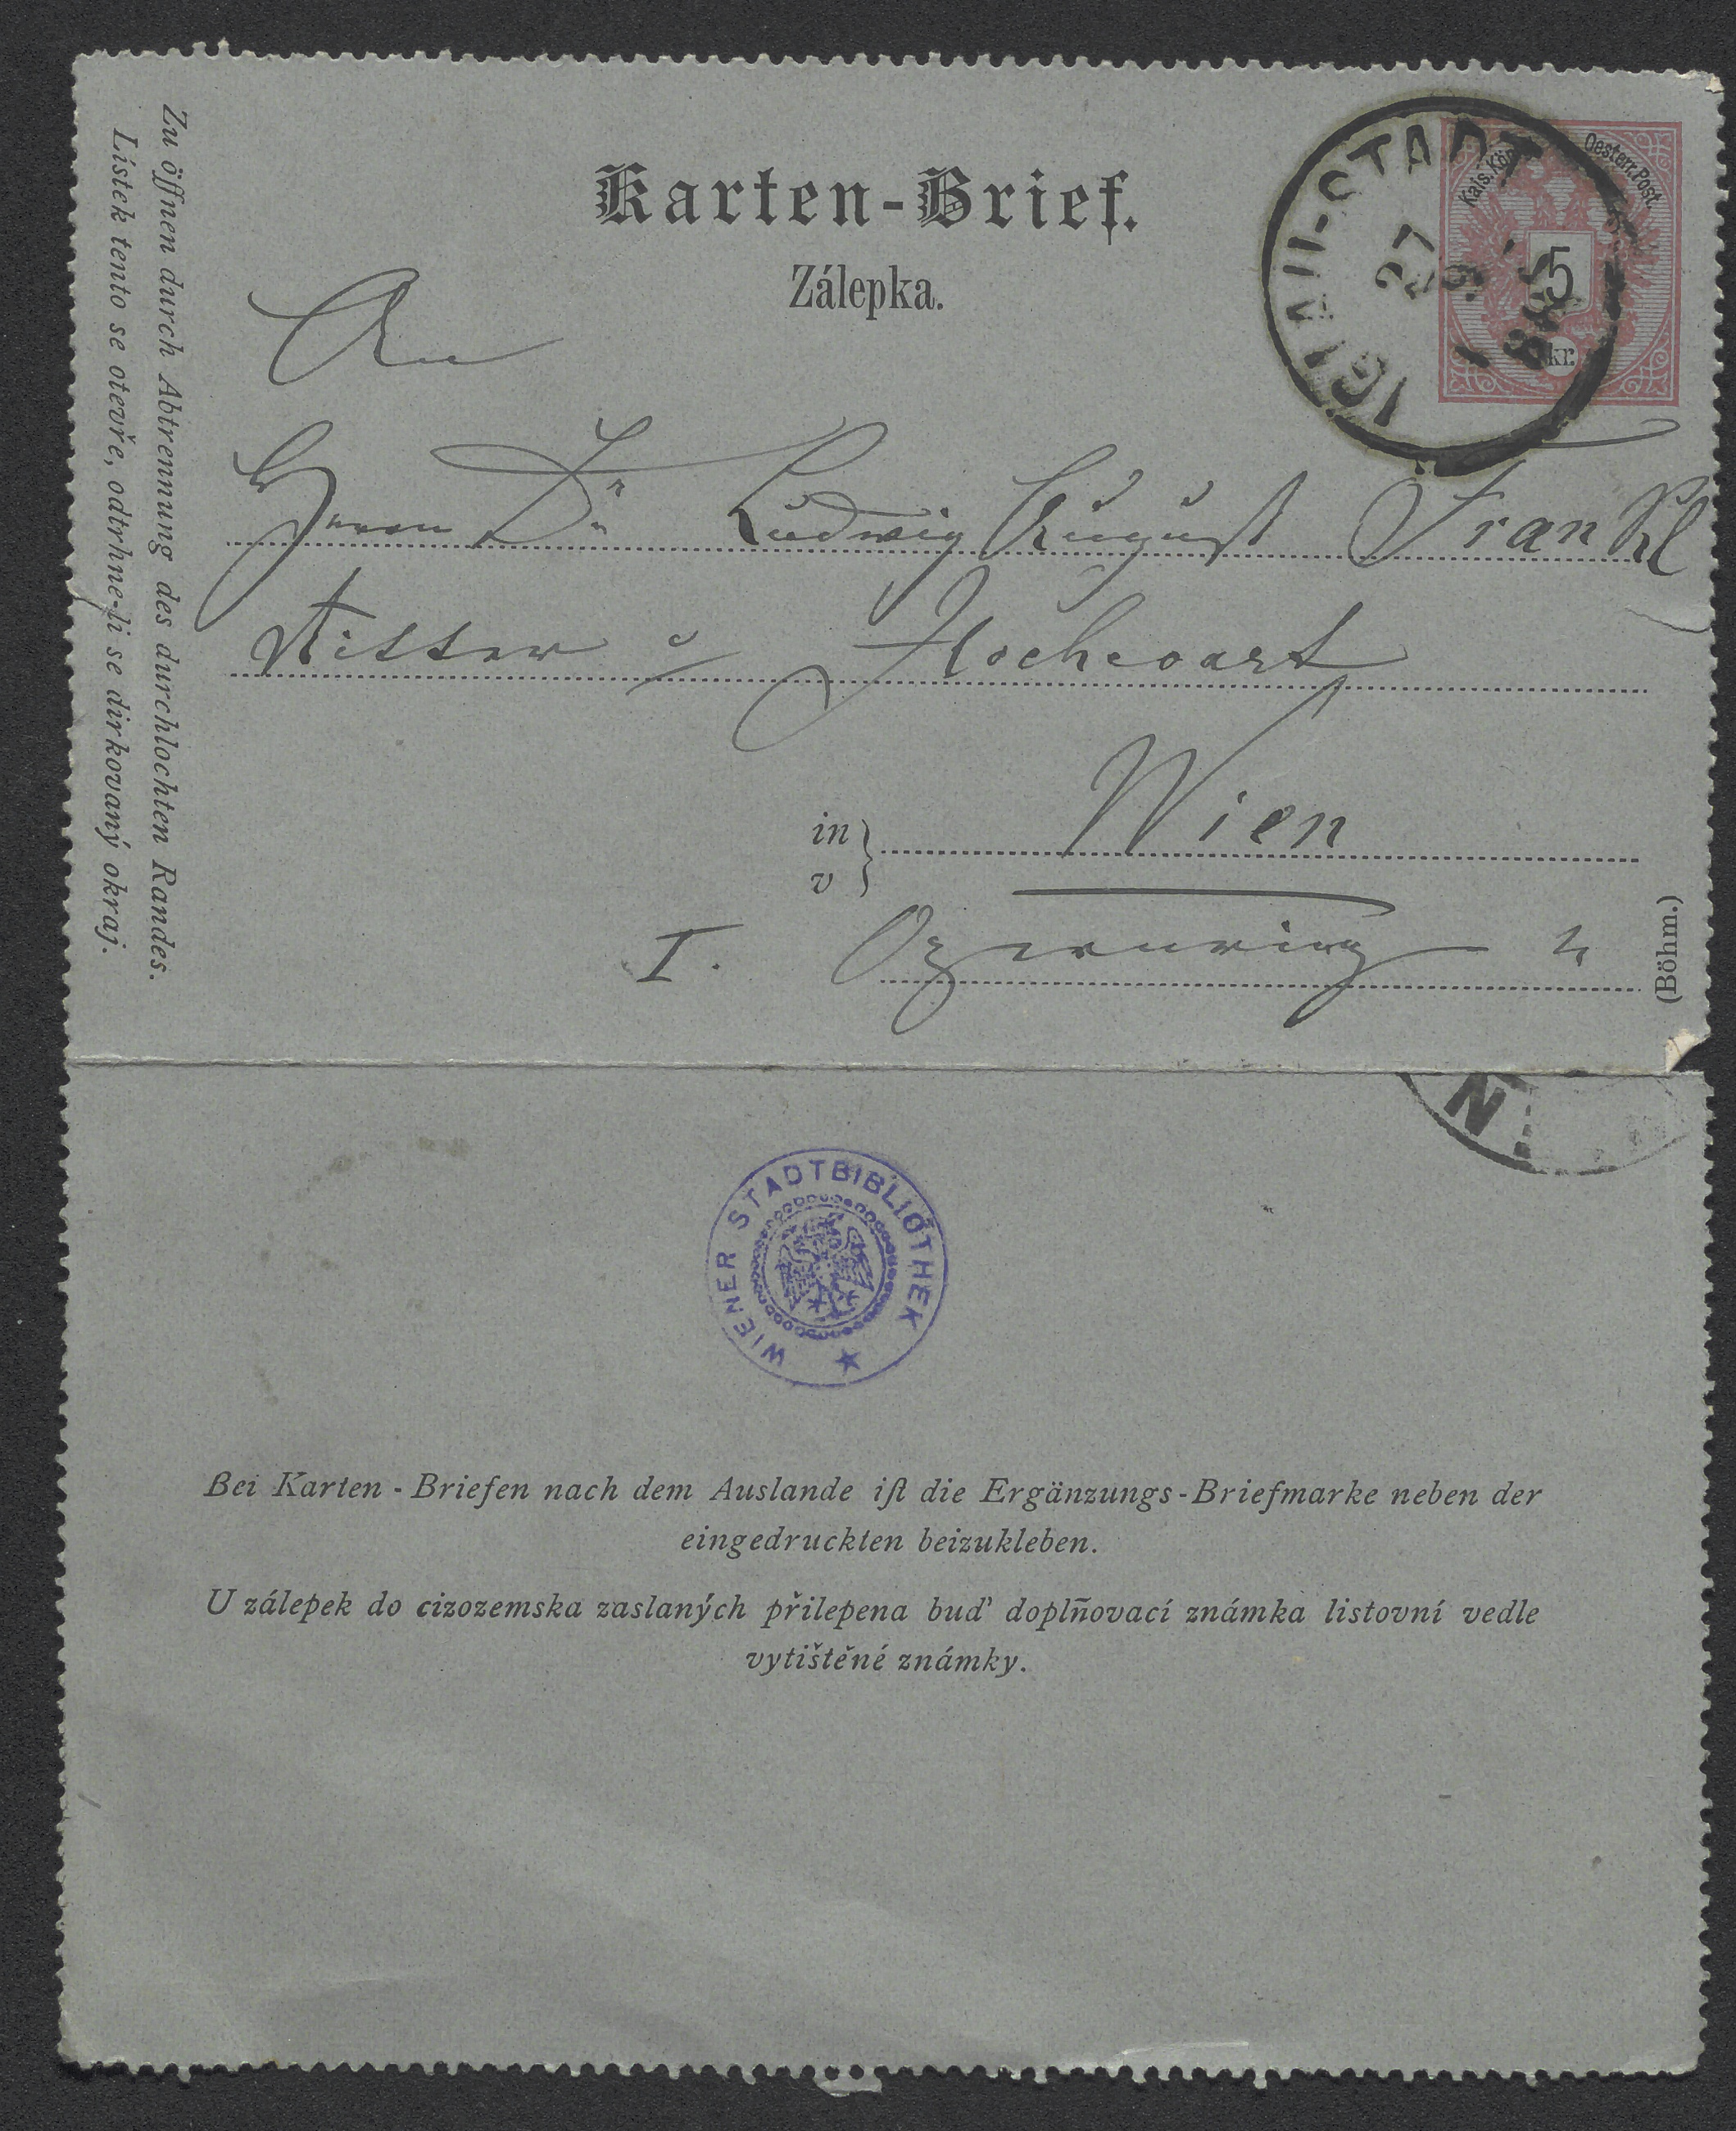 Karten-Brief.
Zálepka.
Kais. Kön. Oesterr. Post.
5
kr.
IGLAU-STADT
27
9
An
Herrn Dr Ludwig August Frankl
Ritter v Hochwart
in
v
Wien
I. Opernring
(Böhm.)
Zu öffnen durch Abtrennung des durchlochten Randes.
Lístek tento se otevře, odtrhne-li se dirkovaný okraj.
N
WIENER STADTBIBLIOTHEK
Bei Karten-Briefen nach dem Auslande iſt die Ergänzungs-Briefmarke neben der
eingedruckten beizukleben.
U zálepek do cizozemska zaslaných přilepena buď doplňovací známka listovní vedle
vytištěné známky.